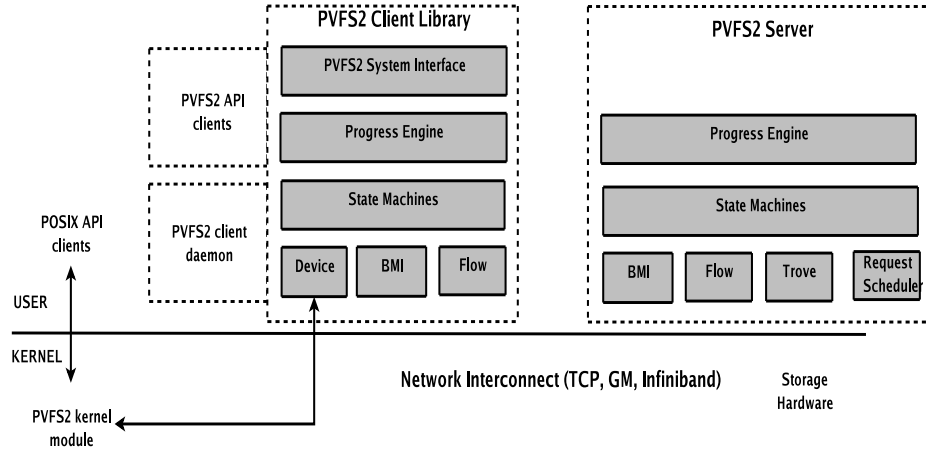 PVFS2 Client Library
PVFS2 Server
PVFS2 System Interface
PVFS2 API
clients
Progress Engine
Progress Engine
State Machines
State Machines
POSIX API
clients
PVFS2 client
daemon
Device
BMI
Flow
BMI
Flow
Trove
Request
Scheduler
USER
KERNEL
Network Interconnect (TCP, GM, Infiniband)
Storage
Hardware
PVFS2 kernel
module